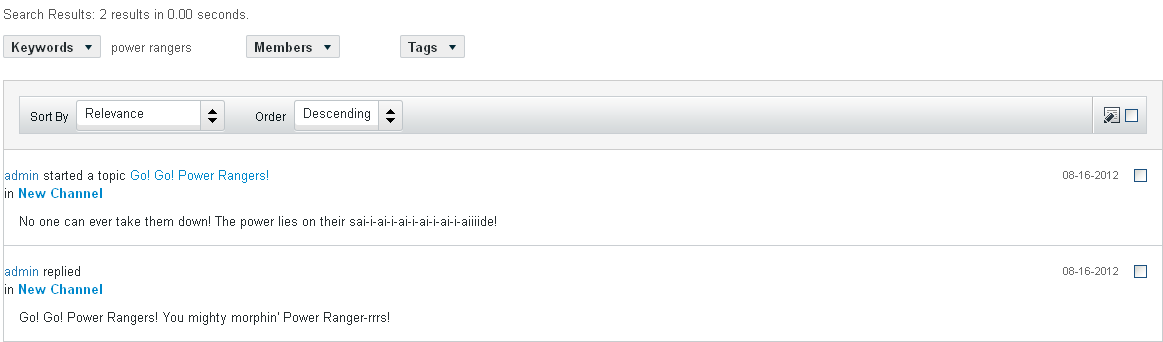 Search Results: 2 results in 0.00 seconds.
Keywords power rangers Members Tags
Sort By Relevance Order Descending
admin started a topic Go! Go! Power Rangers! 08-16-2012
in New Channel
No one can ever take them down! The power lies on their sai-i-ai-i-ai-i-ai-i-ai-i-aiiiide!
admin replied 08-16-2012
in New Channel
Go! Go! Power Rangers! You mighty morphin' Power Ranger-rrrs!